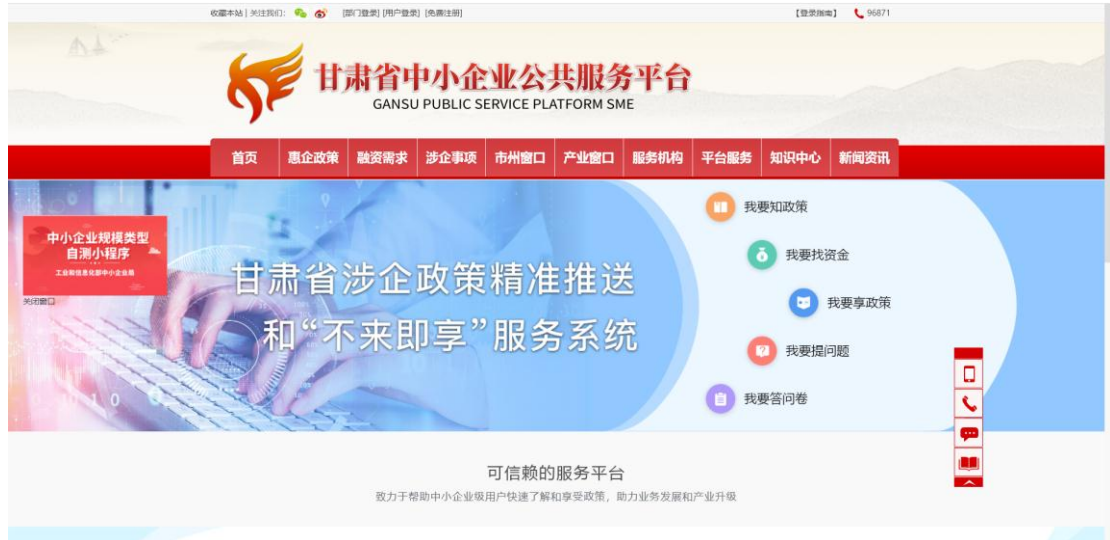 收藏本站 | 关注我们: [部门登录] [用户登录] [免费注册] 【登录指南】 96871
甘肃省中小企业公共服务平台
GANSU PUBLIC SERVICE PLATFORM SME
首页 惠企政策 融资需求 涉企事项 市州窗口 产业窗口 服务机构 平台服务 知识中心 新闻资讯
中小企业规模类型
自测小程序
工业和信息化部中小企业局
关闭窗口
甘肃省涉企政策精准推送
和“不来即享”服务系统
我要知政策
我要找资金
我要享政策
我要提问题
我要答问卷
可信赖的服务平台
致力于帮助中小企业级用户快速了解和享受政策，助力业务发展和产业升级